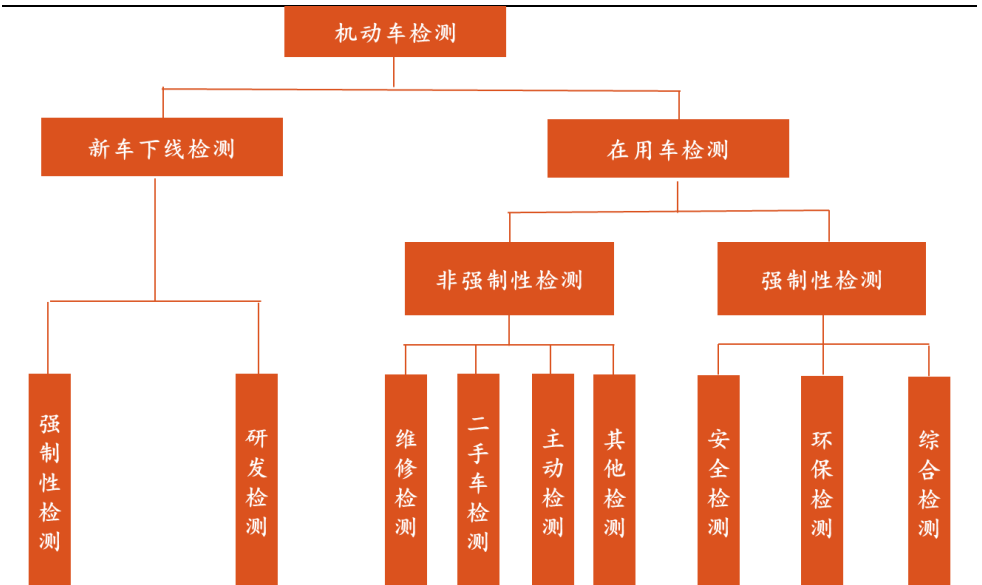 机动车检测
新车下线检测
在用车检测
非强制性检测
强制性检测
强制性检测
研发检测
维修检测
二手车检测
主动检测
其他检测
安全检测
环保检测
综合检测